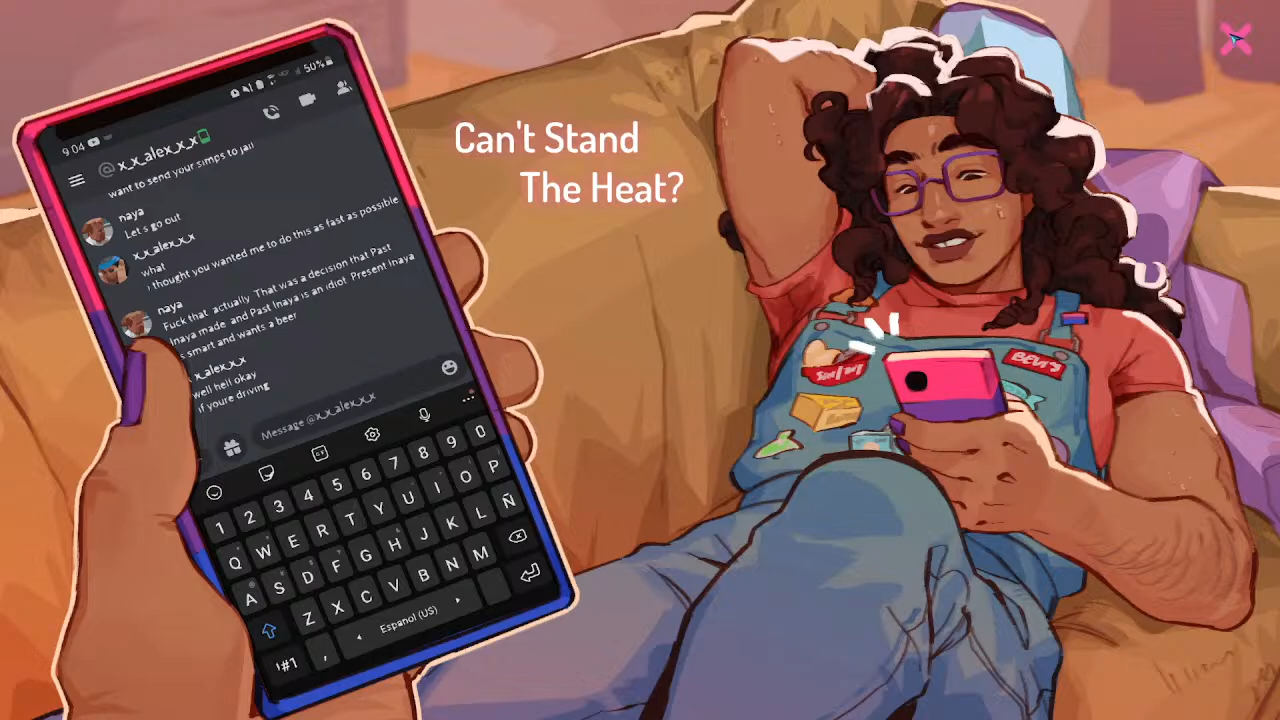 9:04
50%
@x_x_alex_x_x
want to send your simps to jail
naya
Let s go out
x_x_alex_x_x
what
i thought you wanted me to do this as fast as possible
naya
Fuck that actually That was a decision that Past
Inaya made and Past Inaya is an idiot Present Inaya
is smart and wants a beer
x_x_alex_x_x
well hell okay
if youre driving
Message @x_x_alex_x_x
1 2 3 4 5 6 7 8 9 0
Q W E R T Y U I O P
A S D F G H J K L Ñ
Z X C V B N M
!#1 , Espanol (US)
Can't Stand
The Heat?